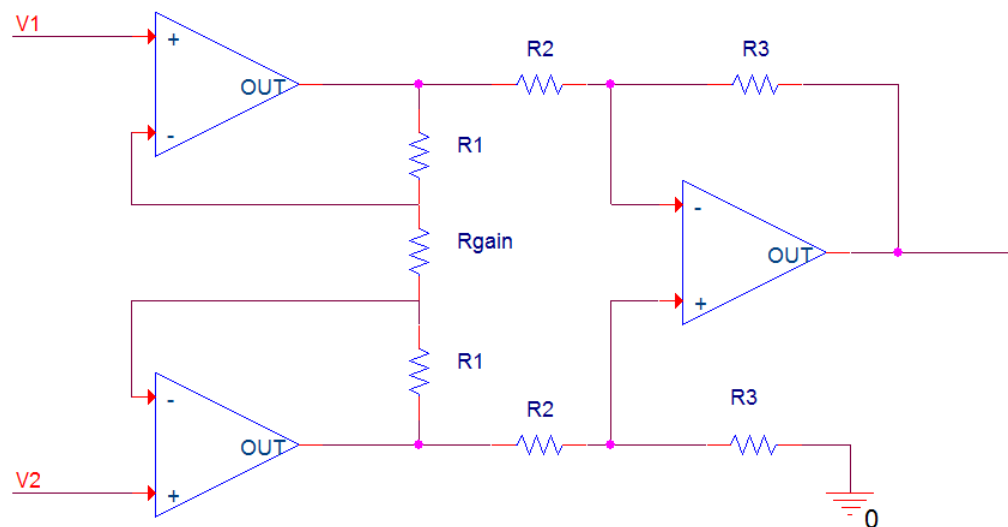 V1
+
OUT
-
R2
R3
R1
Rgain
-
OUT
+
R1
R2
R3
-
OUT
V2
+
0